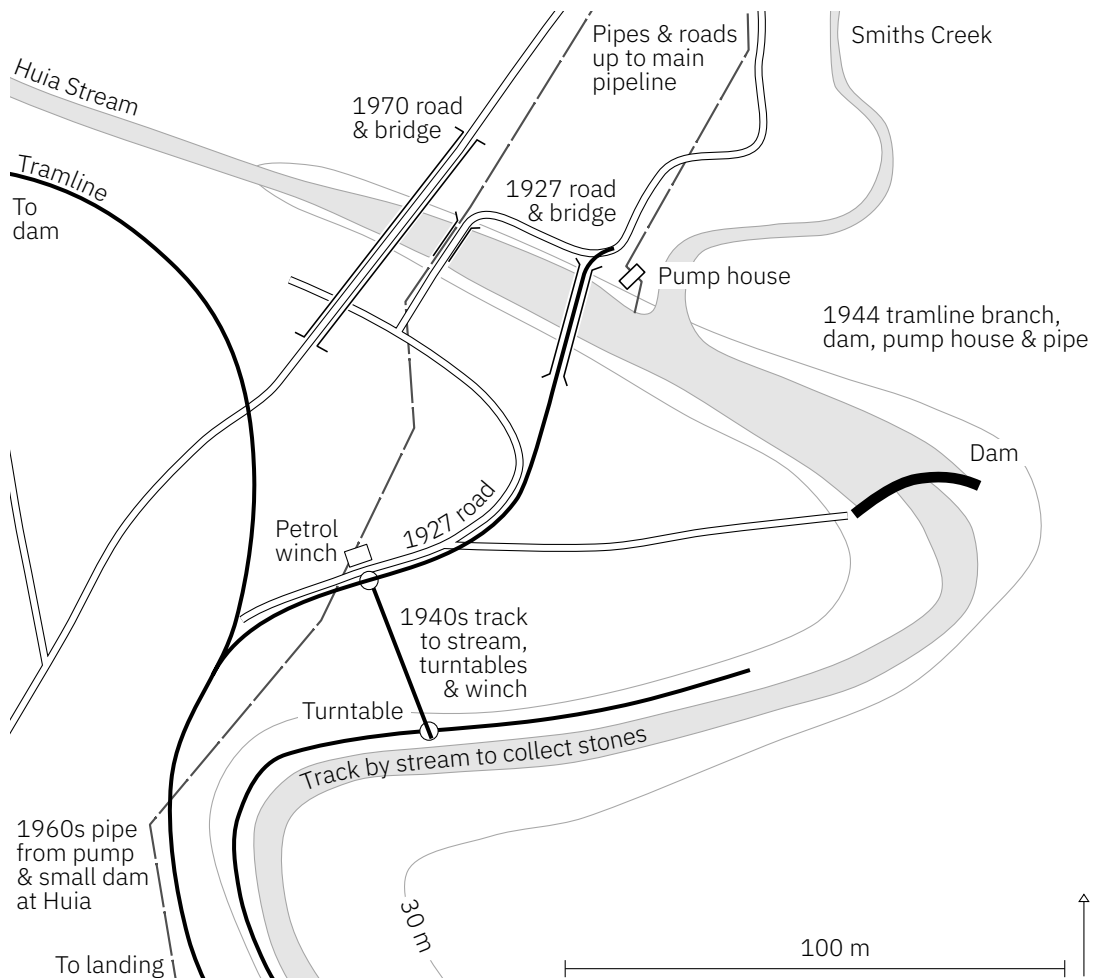 Pipes & roads
up to main
pipeline
Smiths Creek
Huia Stream
1970 road
& bridge
Tramline
To
dam
1927 road
& bridge
Pump house
1944 tramline branch,
dam, pump house & pipe
Dam
1927 road
Petrol
winch
1940s track
to stream,
turntables
& winch
Turntable
Track by stream to collect stones
1960s pipe
from pump
& small dam
at Huia
30 m
To landing
100 m